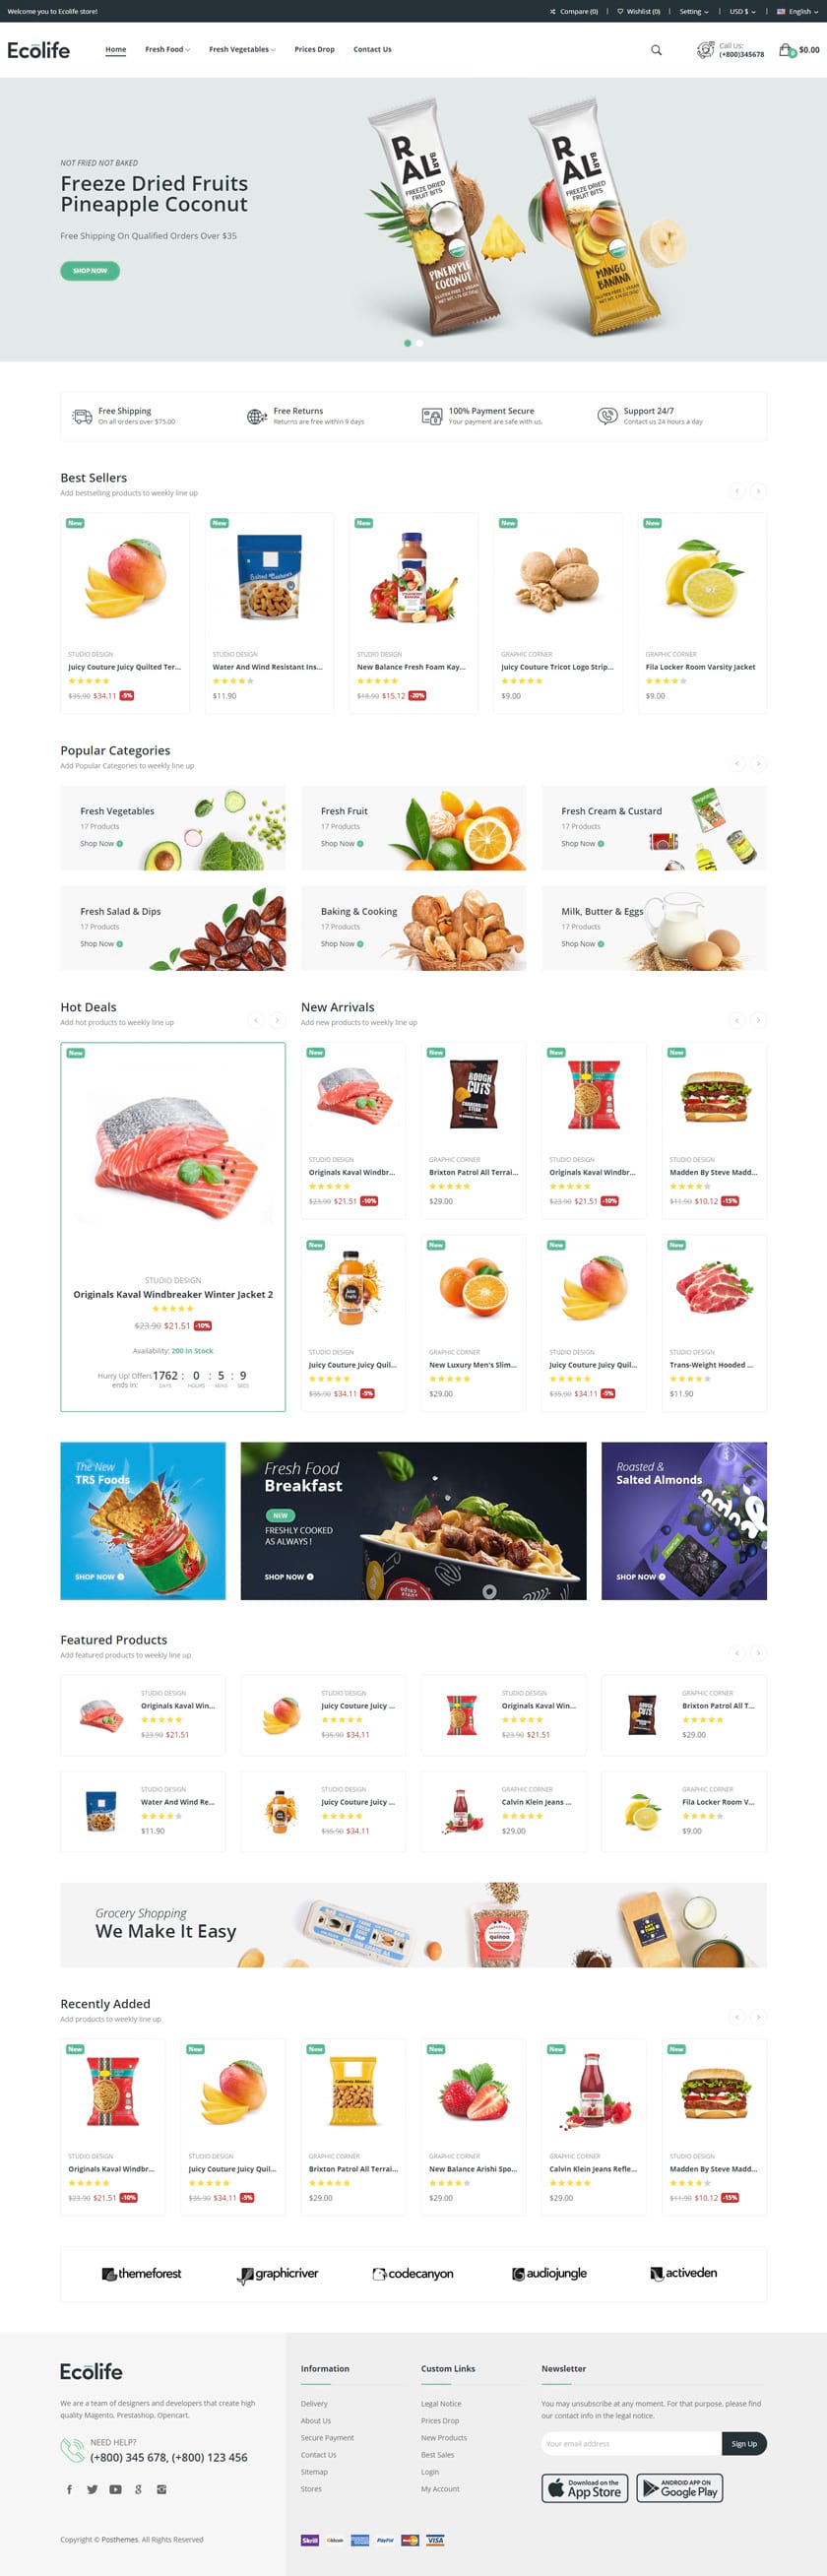 Welcome you to Ecolife store!
Compare (0)
Wishlist (0)
Setting
USD $
English
Ecolife
Home
Fresh Food
Fresh Vegetables
Prices Drop
Contact Us
Call Us:
(+800)345678
0
$0.00
NOT FRIED NOT BAKED
Freeze Dried Fruits
Pineapple Coconut
Free Shipping On Qualified Orders Over $35
SHOP NOW
RAL BAR
FREEZE DRIED
FRUIT BITS
PINEAPPLE
COCONUT
RAL BAR
FREEZE DRIED
FRUIT BITS
MANGO
BANANA
Free Shipping
On all orders over $75.00
Free Returns
Returns are free within 9 days
100% Payment Secure
Your payment are safe with us.
Support 24/7
Contact us 24 hours a day
Best Sellers
Add bestselling products to weekly line up
New
STUDIO DESIGN
Juicy Couture Juicy Quilted Ter...
$35.90 $34.11 -5%
New
Salted Cashews
STUDIO DESIGN
Water And Wind Resistant Ins...
$11.90
New
STUDIO DESIGN
New Balance Fresh Foam Kay...
$18.90 $15.12 -20%
New
GRAPHIC CORNER
Juicy Couture Tricot Logo Strip...
$9.00
New
GRAPHIC CORNER
Fila Locker Room Varsity Jacket
$9.00
Popular Categories
Add Popular Categories to weekly line up
Fresh Vegetables
17 Products
Shop Now
Fresh Fruit
17 Products
Shop Now
Fresh Cream & Custard
17 Products
Shop Now
Fresh Salad & Dips
17 Products
Shop Now
Baking & Cooking
17 Products
Shop Now
Milk, Butter & Eggs
17 Products
Shop Now
Hot Deals
Add hot products to weekly line up
New
STUDIO DESIGN
Originals Kaval Windbreaker Winter Jacket 2
$23.90 $21.51 -10%
Availability: 200 In Stock
Hurry Up! Offers
ends in:
1762 : 0 : 5 : 9
DAYS HOURS MINS SECS
New Arrivals
Add new products to weekly line up
New
STUDIO DESIGN
Originals Kaval Windbr...
$23.90 $21.51 -10%
New
ROUGH
CUTS
GRAPHIC CORNER
Brixton Patrol All Terrai...
$29.00
New
STUDIO DESIGN
Originals Kaval Windbr...
$23.90 $21.51 -10%
New
STUDIO DESIGN
Madden By Steve Madd...
$11.90 $10.12 -15%
New
STUDIO DESIGN
Juicy Couture Juicy Quil...
$35.90 $34.11 -5%
New
GRAPHIC CORNER
New Luxury Men's Slim...
$29.00
New
STUDIO DESIGN
Juicy Couture Juicy Quil...
$35.90 $34.11 -5%
New
STUDIO DESIGN
Trans-Weight Hooded ...
$11.90
The New
TRS Foods
SHOP NOW
Fresh Food
Breakfast
NEW
FRESHLY COOKED
AS ALWAYS !
SHOP NOW
Roasted &
Salted Almonds
SHOP NOW
Featured Products
Add featured products to weekly line up
STUDIO DESIGN
Originals Kaval Win...
$23.90 $21.51
STUDIO DESIGN
Juicy Couture Juicy ...
$35.90 $34.11
STUDIO DESIGN
Originals Kaval Win...
$23.90 $21.51
ROUGH
CUTS
GRAPHIC CORNER
Brixton Patrol All T...
$29.00
STUDIO DESIGN
Water And Wind Re...
$11.90
STUDIO DESIGN
Juicy Couture Juicy ...
$35.90 $34.11
GRAPHIC CORNER
Calvin Klein Jeans ...
$29.00
GRAPHIC CORNER
Fila Locker Room V...
$9.00
Grocery Shopping
We Make It Easy
quinoa
Recently Added
Add products to weekly line up
New
STUDIO DESIGN
Originals Kaval Windbr...
$23.90 $21.51 -10%
New
STUDIO DESIGN
Juicy Couture Juicy Quil...
$35.90 $34.11 -5%
New
California Almonds
GRAPHIC CORNER
Brixton Patrol All Terrai...
$29.00
New
GRAPHIC CORNER
New Balance Arishi Spo...
$29.00
New
GRAPHIC CORNER
Calvin Klein Jeans Refle...
$29.00
New
STUDIO DESIGN
Madden By Steve Madd...
$11.90 $10.12 -15%
themeforest
graphicriver
codecanyon
audiojungle
activeden
Ecolife
We are a team of designers and developers that create high
quality Magento, Prestashop, Opencart.
NEED HELP?
(+800) 345 678, (+800) 123 456
Information
Delivery
About Us
Secure Payment
Contact Us
Sitemap
Stores
Custom Links
Legal Notice
Prices Drop
New Products
Best Sales
Login
My Account
Newsletter
You may unsubscribe at any moment. For that purpose, please find
our contact info in the legal notice.
Your email address
Sign Up
Download on the
App Store
ANDROID APP ON
Google Play
Copyright © Posthemes. All Rights Reserved
Skrill
PayPal
VISA